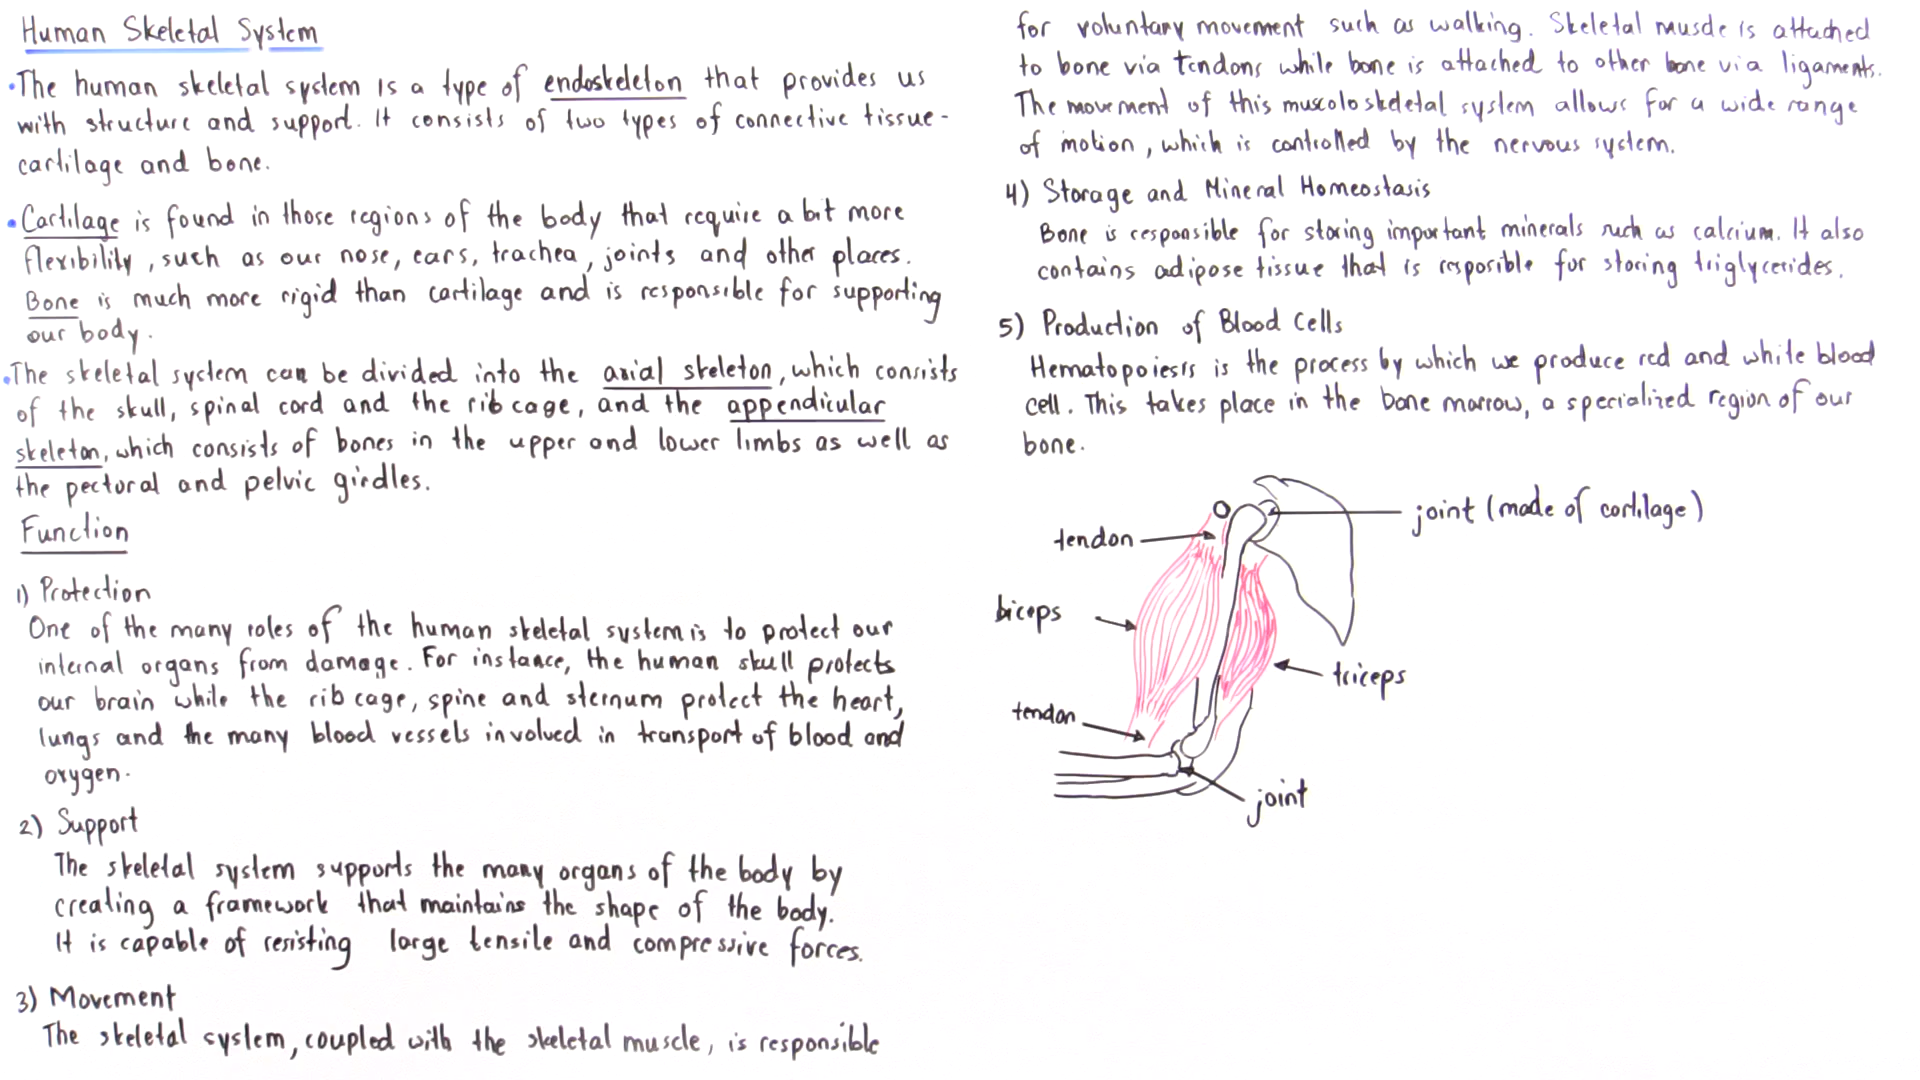 Human Skeletal System
•The human skeletal system is a type of endoskeleton that provides us
with structure and support. It consists of two types of connective tissue-
cartilage and bone.
•Cartilage is found in those regions of the body that require a bit more
flexibility, such as our nose, ears, trachea, joints and other places.
Bone is much more rigid than cartilage and is responsible for supporting
our body.
•The skeletal system can be divided into the axial skeleton, which consists
of the skull, spinal cord and the rib cage, and the appendicular
skeleton, which consists of bones in the upper and lower limbs as well as
the pectoral and pelvic girdles.
Function
1) Protection
One of the many roles of the human skeletal system is to protect our
internal organs from damage. For instance, the human skull protects
our brain while the rib cage, spine and sternum protect the heart,
lungs and the many blood vessels involved in transport of blood and
oxygen.
2) Support
The skeletal system supports the many organs of the body by
creating a framework that maintains the shape of the body.
It is capable of resisting large tensile and compressive forces.
3) Movement
The skeletal system, coupled with the skeletal muscle, is responsible
for voluntary movement such as walking. Skeletal muscle is attached
to bone via tendons while bone is attached to other bone via ligaments.
The movement of this muscoloskeletal system allows for a wide range
of motion, which is controlled by the nervous system.
4) Storage and Mineral Homeostasis
Bone is responsible for storing important minerals such as calcium. It also
contains adipose tissue that is resposible for storing triglycerides.
5) Production of Blood Cells
Hematopoiesis is the process by which we produce red and white blood
cell. This takes place in the bone marrow, a specialized region of our
bone.
joint (made of cartilage)
tendon
biceps
triceps
tendon
joint